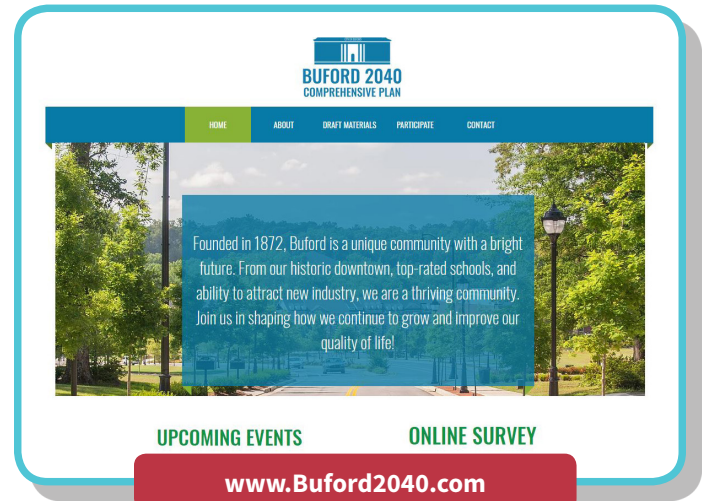 BUFORD 2040
COMPREHENSIVE PLAN
HOME ABOUT DRAFT MATERIALS PARTICIPATE CONTACT
Founded in 1872, Buford is a unique community with a bright
future. From our historic downtown, top-rated schools, and
ability to attract new industry, we are a thriving community.
Join us in shaping how we continue to grow and improve our
quality of life!
UPCOMING EVENTS ONLINE SURVEY
www.Buford2040.com